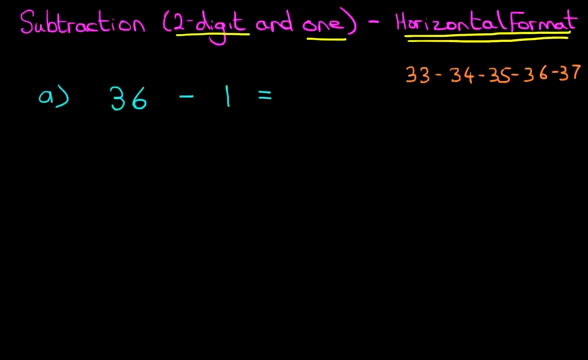 Subtraction (2-digit and one) - Horizontal Format
33 - 34 - 35 - 36 - 37
a) 36 - 1 =